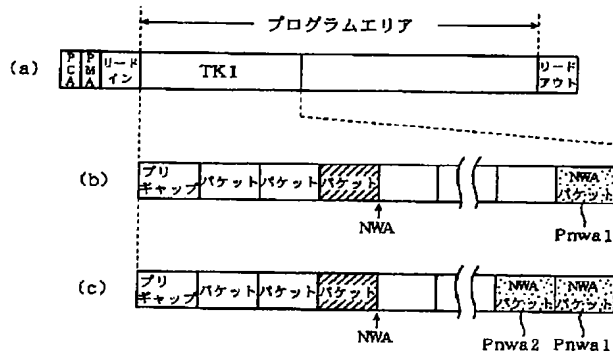 プログラムエリア
(a)
PCA
PMA
リードイン
TK1
リードアウト
(b)
プリギャップ
パケット
パケット
パケット
NWAパケット
NWA
Pnwa1
(c)
プリギャップ
パケット
パケット
パケット
NWAパケット
NWAパケット
NWA
Pnwa2
Pnwa1